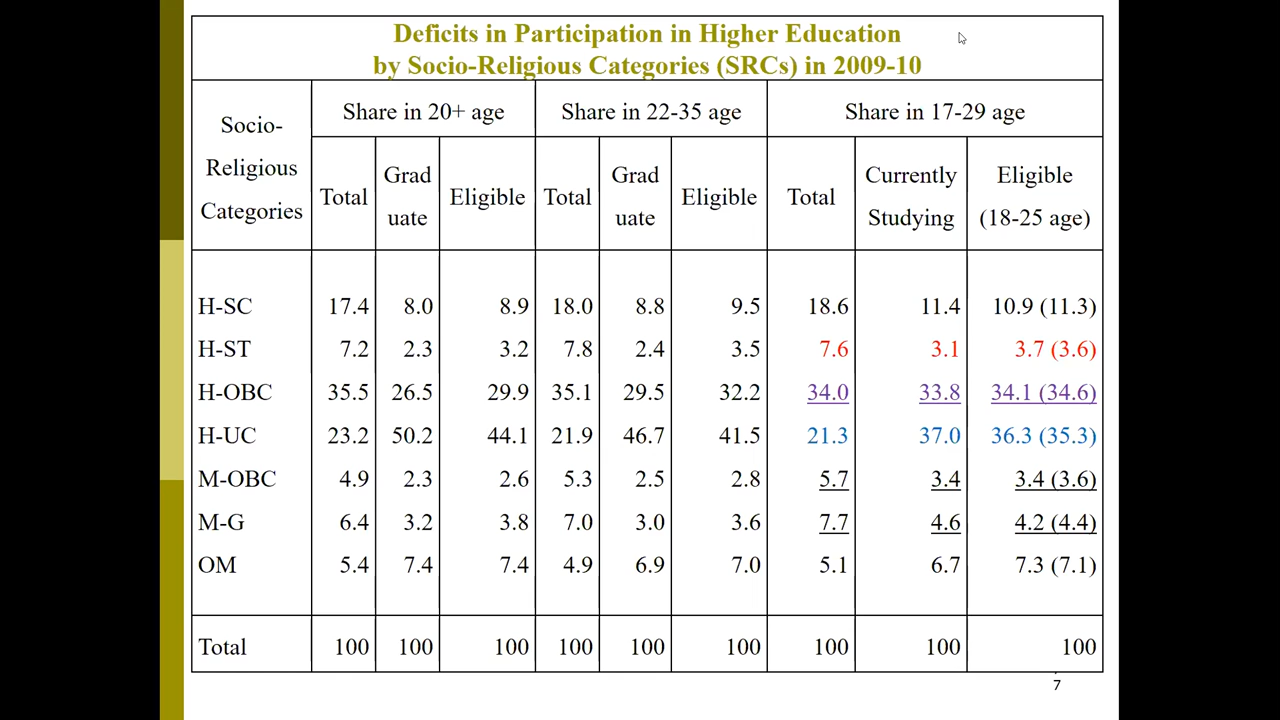 Deficits in Participation in Higher Education
by Socio-Religious Categories (SRCs) in 2009-10
Socio-
Religious
Categories
Share in 20+ age
Share in 22-35 age
Share in 17-29 age
Total
Grad
uate
Eligible
Total
Grad
uate
Eligible
Total
Currently
Studying
Eligible
(18-25 age)
H-SC 17.4 8.0 8.9 18.0 8.8 9.5 18.6 11.4 10.9 (11.3)
H-ST 7.2 2.3 3.2 7.8 2.4 3.5 7.6 3.1 3.7 (3.6)
H-OBC 35.5 26.5 29.9 35.1 29.5 32.2 34.0 33.8 34.1 (34.6)
H-UC 23.2 50.2 44.1 21.9 46.7 41.5 21.3 37.0 36.3 (35.3)
M-OBC 4.9 2.3 2.6 5.3 2.5 2.8 5.7 3.4 3.4 (3.6)
M-G 6.4 3.2 3.8 7.0 3.0 3.6 7.7 4.6 4.2 (4.4)
OM 5.4 7.4 7.4 4.9 6.9 7.0 5.1 6.7 7.3 (7.1)
Total 100 100 100 100 100 100 100 100 100
7